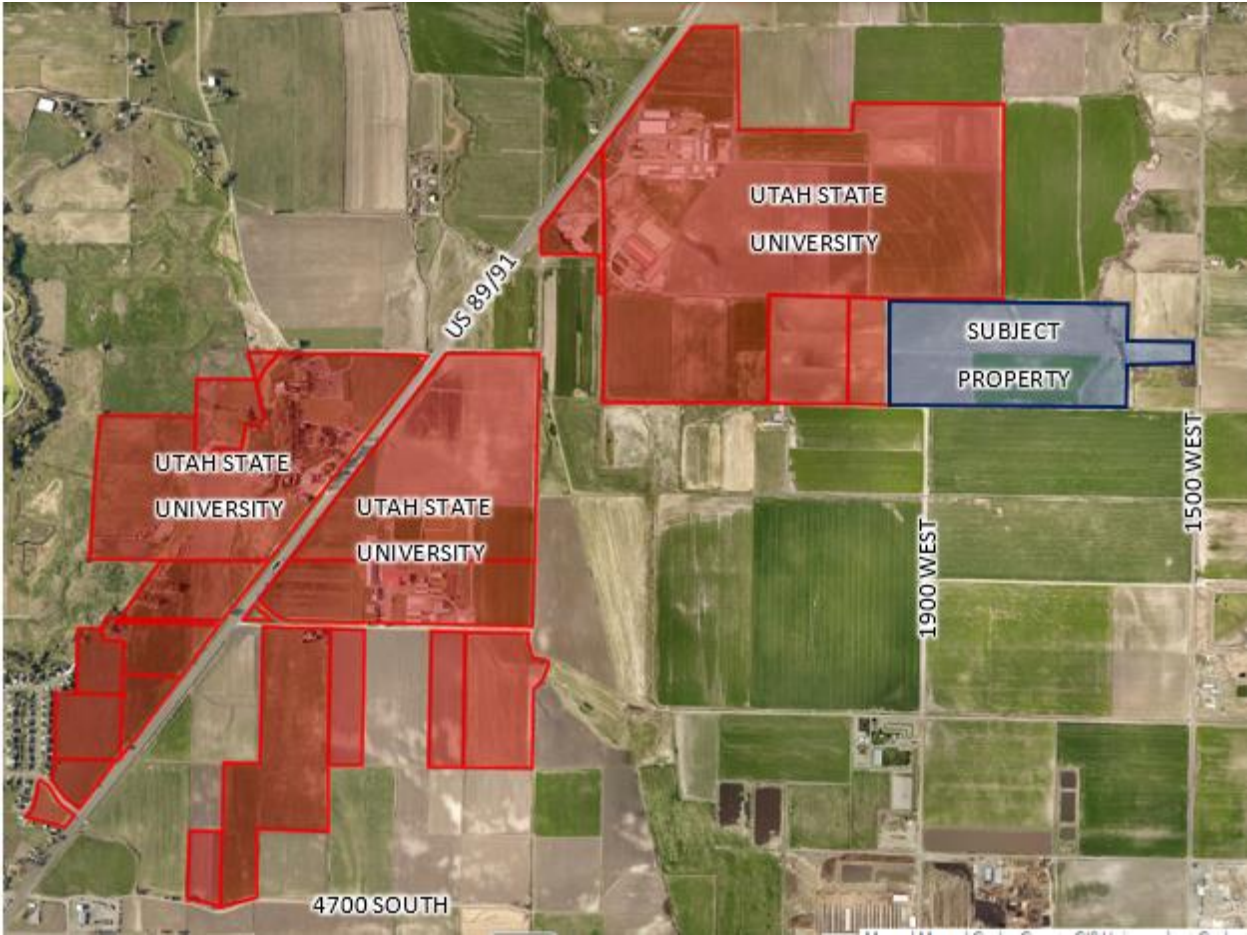 UTAH STATE
UNIVERSITY
US 89/91
SUBJECT
PROPERTY
UTAH STATE
UNIVERSITY
UTAH STATE
UNIVERSITY
1500 WEST
1900 WEST
4700 SOUTH